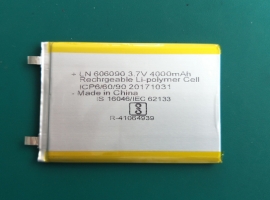 + LN 606090 3.7V 4000mAh
Rechrgeable Li-polymer Cell
ICP6/60/90 20171031
- Made in China
IS 16046/IEC 62133
R-41064939